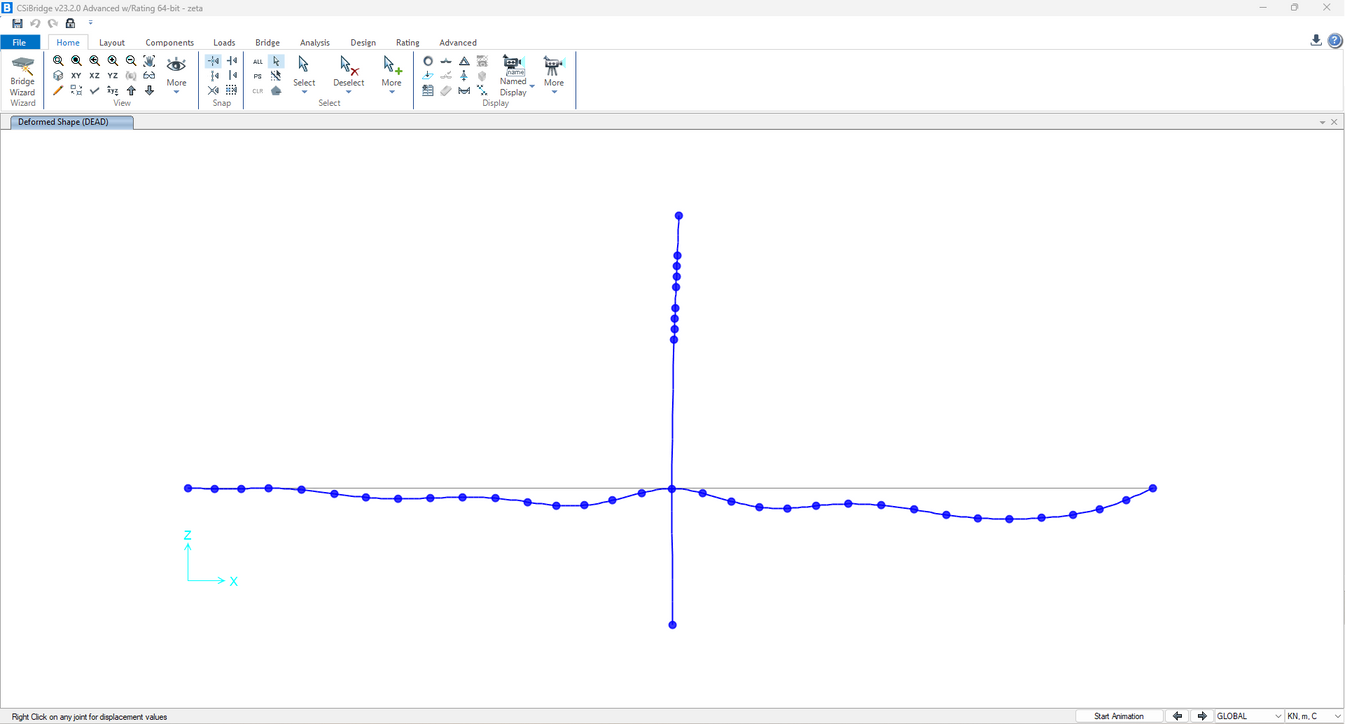 B CSiBridge v23.2.0 Advanced w/Rating 64-bit - zeta
File Home Layout Components Loads Bridge Analysis Design Rating Advanced
Bridge Wizard
Wizard
XY XZ YZ
xyz
More
View
Snap
ALL
PS
CLR
Select
Deselect
More
Select
name
Named Display
More
Display
Deformed Shape (DEAD)
Z
X
Right Click on any joint for displacement values
Start Animation
GLOBAL
KN, m, C